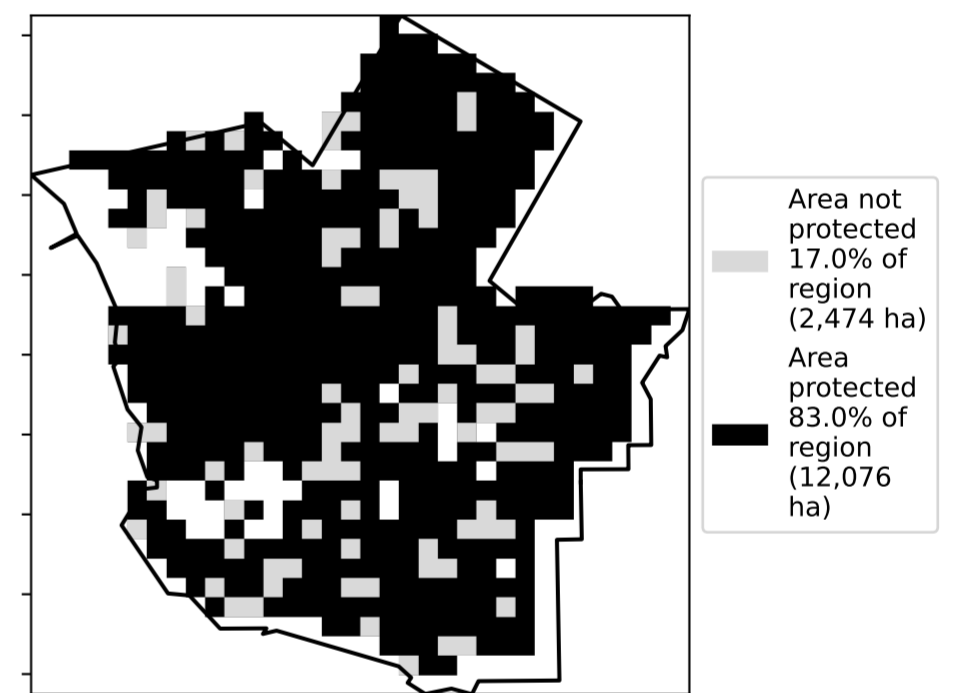 Area not
protected
17.0% of
region
(2,474 ha)
Area
protected
83.0% of
region
(12,076
ha)